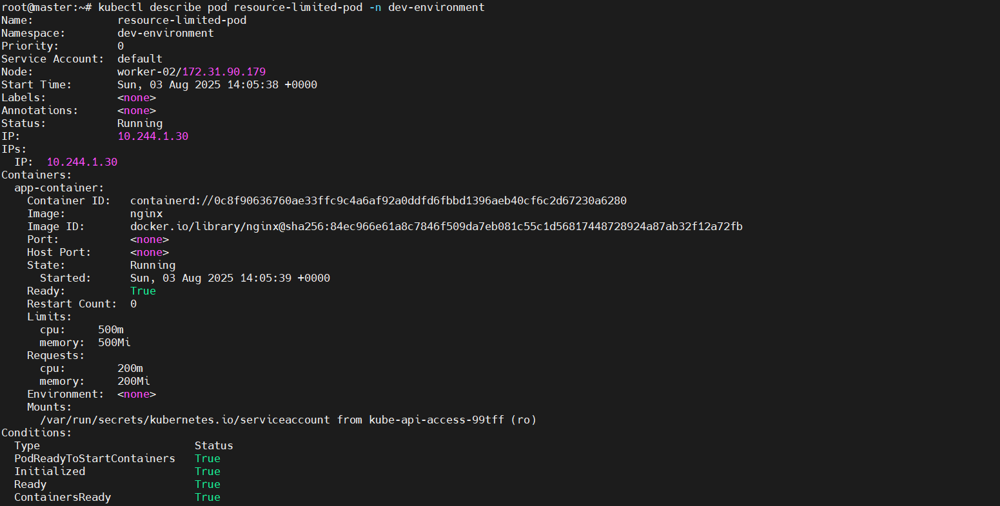 root@master:~# kubectl describe pod resource-limited-pod -n dev-environment
Name:             resource-limited-pod
Namespace:        dev-environment
Priority:         0
Service Account:  default
Node:             worker-02/172.31.90.179
Start Time:       Sun, 03 Aug 2025 14:05:38 +0000
Labels:           <none>
Annotations:      <none>
Status:           Running
IP:               10.244.1.30
IPs:
  IP:  10.244.1.30
Containers:
  app-container:
    Container ID:   containerd://0c8f90636760ae33ffc9c4a6af92a0ddfd6fbbd1396aeb40cf6c2d67230a6280
    Image:          nginx
    Image ID:       docker.io/library/nginx@sha256:84ec966e61a8c7846f509da7eb081c55c1d56817448728924a87ab32f12a72fb
    Port:           <none>
    Host Port:      <none>
    State:          Running
      Started:      Sun, 03 Aug 2025 14:05:39 +0000
    Ready:          True
    Restart Count:  0
    Limits:
      cpu:     500m
      memory:  500Mi
    Requests:
      cpu:        200m
      memory:     200Mi
    Environment:  <none>
    Mounts:
      /var/run/secrets/kubernetes.io/serviceaccount from kube-api-access-99tff (ro)
Conditions:
  Type                        Status
  PodReadyToStartContainers   True
  Initialized                 True
  Ready                       True
  ContainersReady             True